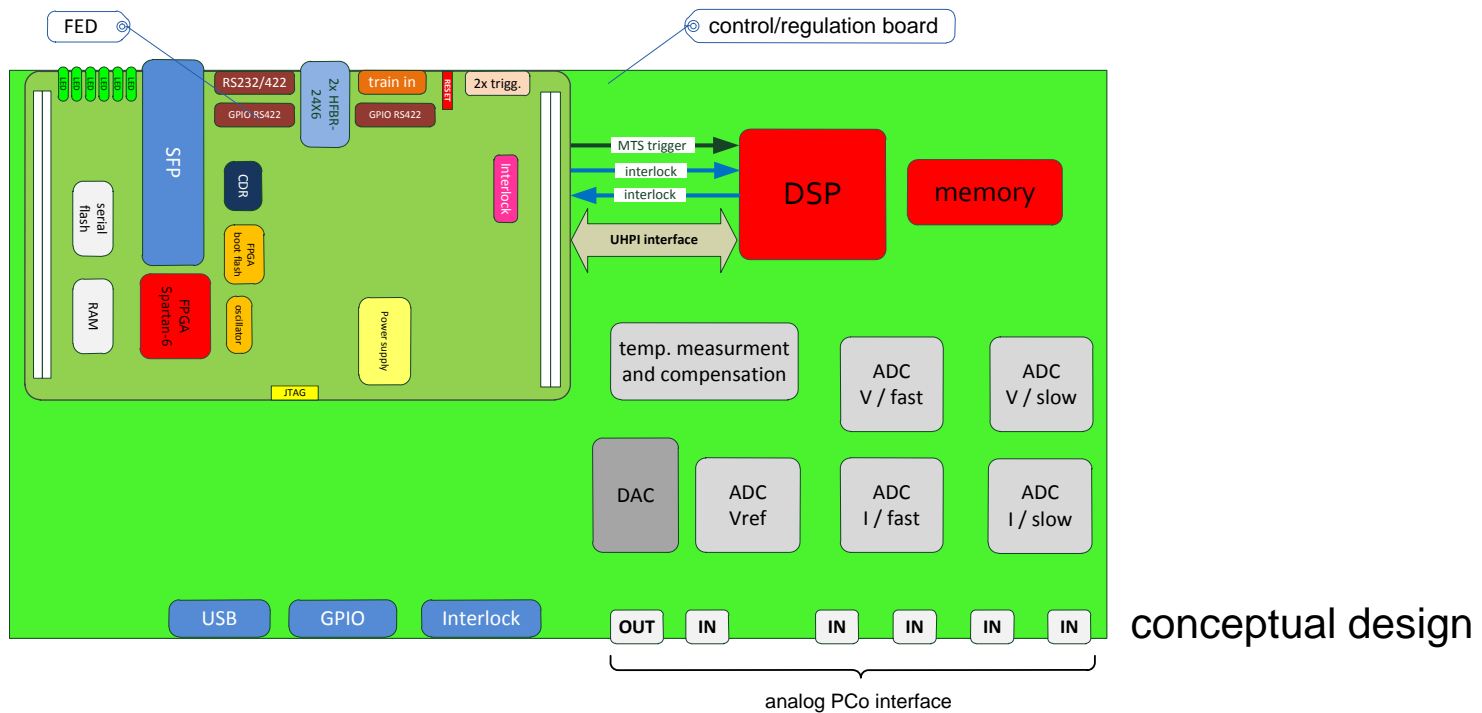 FED
control/regulation board
LED
LED
LED
LED
LED
LED
SFP
RS232/422
GPIO RS422
2x HFBR-
24X6
train in
GPIO RS422
RESET
2x trigg.
MTS trigger
interlock
interlock
UHPI interface
DSP
memory
Interlock
CDR
serial
flash
FPGA
boot flash
RAM
FPGA
Spartan-6
oscillator
Power supply
JTAG
temp. measurment
and compensation
ADC
V / fast
ADC
V / slow
DAC
ADC
Vref
ADC
I / fast
ADC
I / slow
USB
GPIO
Interlock
OUT
IN
IN
IN
IN
IN
conceptual design
analog PCo interface